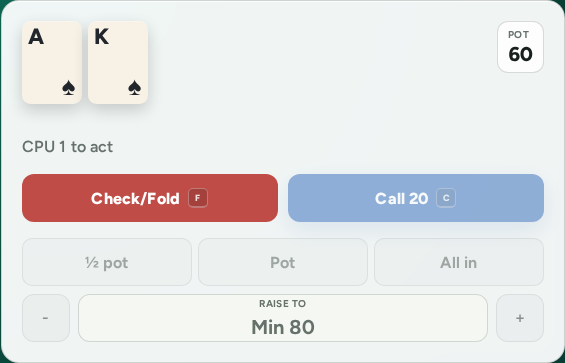 A
K
POT
60
CPU 1 to act
Check/Fold F
Call 20 C
½ pot
Pot
All in
-
RAISE TO
Min 80
+